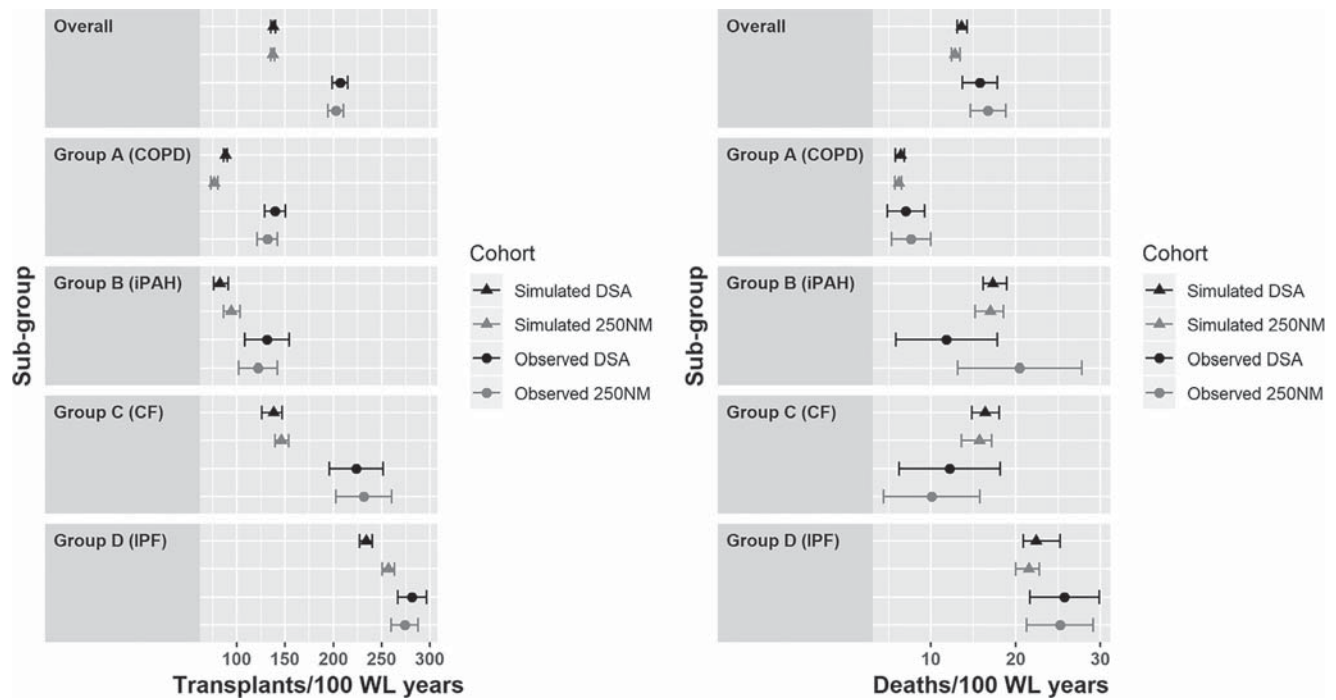 Sub-group
Overall
Group A (COPD)
Group B (iPAH)
Group C (CF)
Group D (IPF)
100 150 200 250 300
Transplants/100 WL years
Cohort
Simulated DSA
Simulated 250NM
Observed DSA
Observed 250NM
Sub-group
Overall
Group A (COPD)
Group B (iPAH)
Group C (CF)
Group D (IPF)
10 20 30
Deaths/100 WL years
Cohort
Simulated DSA
Simulated 250NM
Observed DSA
Observed 250NM